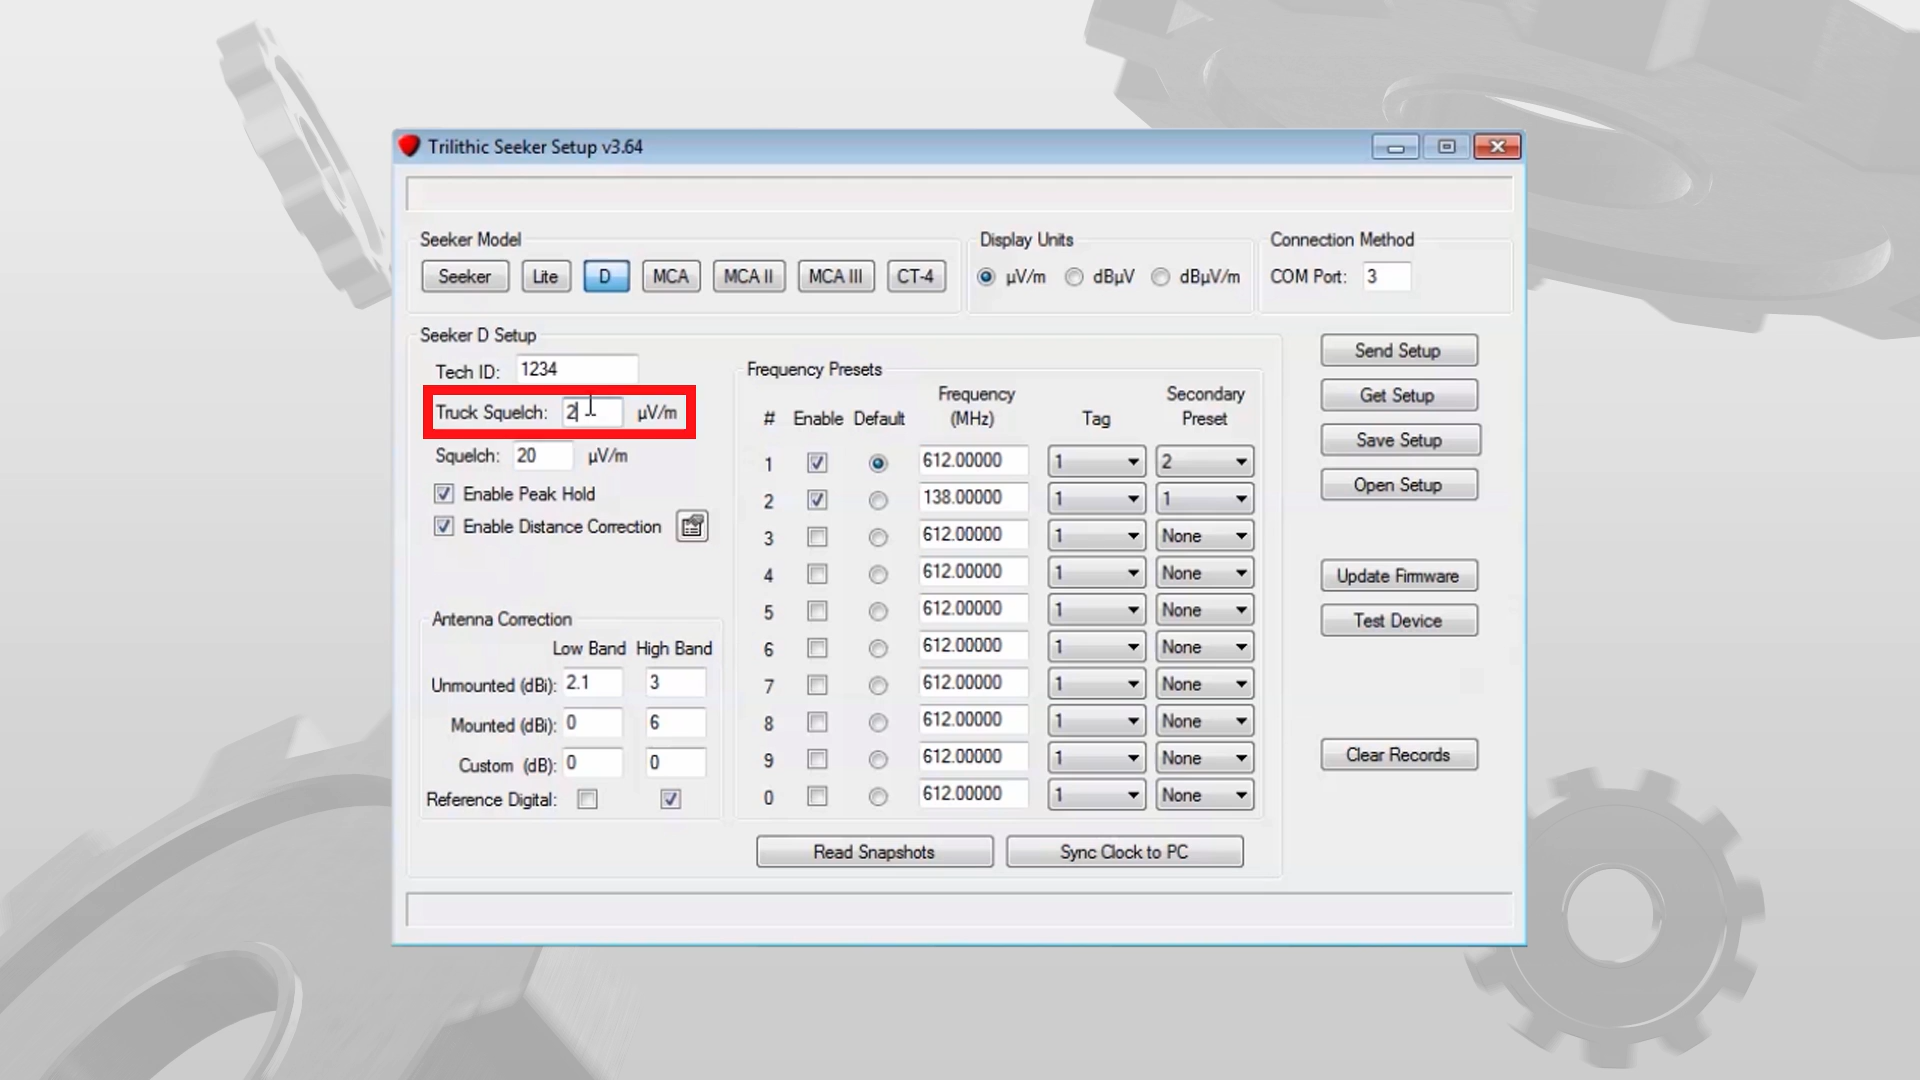 Trilithic Seeker Setup v3.64
Seeker Model
Seeker Lite D MCA MCA II MCA III CT-4
Display Units
µV/m dBµV dBµV/m
Connection Method
COM Port: 3
Seeker D Setup
Tech ID: 1234
Truck Squelch: 2 µV/m
Squelch: 20 µV/m
Enable Peak Hold
Enable Distance Correction
Antenna Correction
Low Band High Band
Unmounted (dBi): 2.1 3
Mounted (dBi): 0 6
Custom (dB): 0 0
Reference Digital:
Frequency Presets
# Enable Default Frequency (MHz) Tag Secondary Preset
1 612.00000 1 2
2 138.00000 1 1
3 612.00000 1 None
4 612.00000 1 None
5 612.00000 1 None
6 612.00000 1 None
7 612.00000 1 None
8 612.00000 1 None
9 612.00000 1 None
0 612.00000 1 None
Read Snapshots Sync Clock to PC
Send Setup
Get Setup
Save Setup
Open Setup
Update Firmware
Test Device
Clear Records